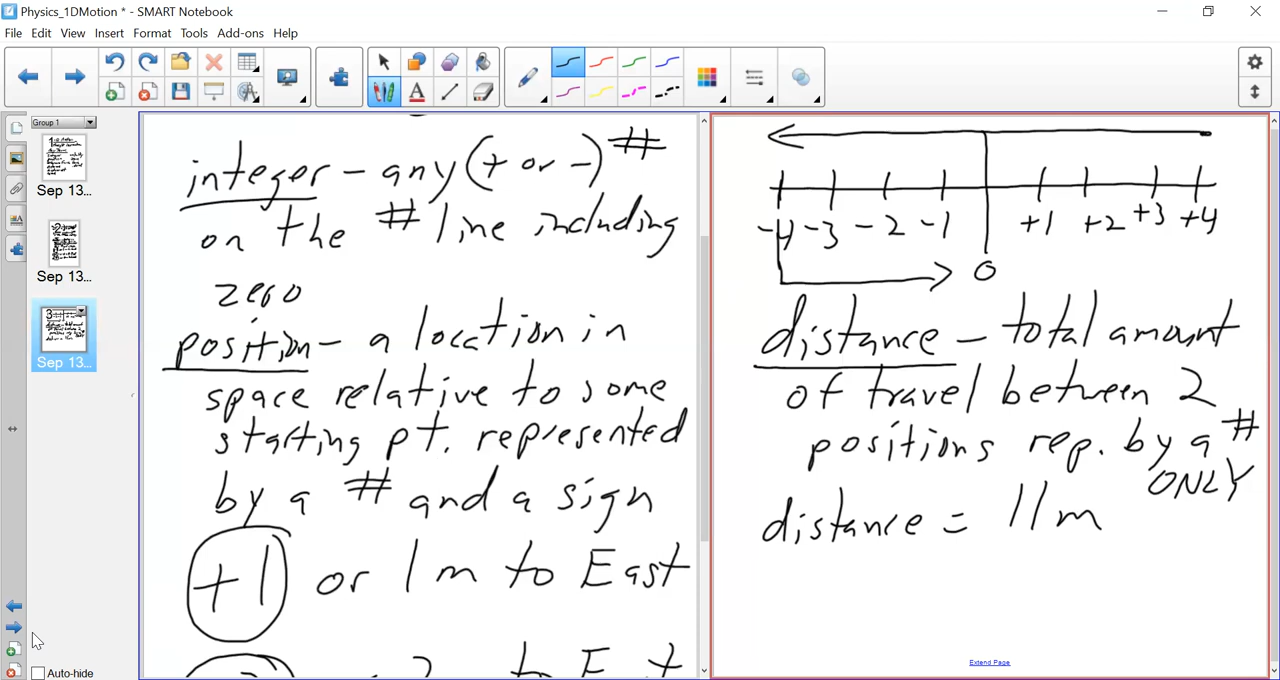 Physics_1DMotion * - SMART Notebook
File Edit View Insert Format Tools Add-ons Help
Group 1
Sep 13...
Sep 13...
Sep 13...
Auto-hide
integer - any (+ or -) #
on the # line including
zero
position - a location in
space relative to some
starting pt. represented
by a # and a sign
+1 or 1 m to East
-4 -3 -2 -1 +1 +2 +3 +4
0
distance - total amount
of travel between 2
positions rep. by a #
ONLY
distance = 11 m
Extend Page